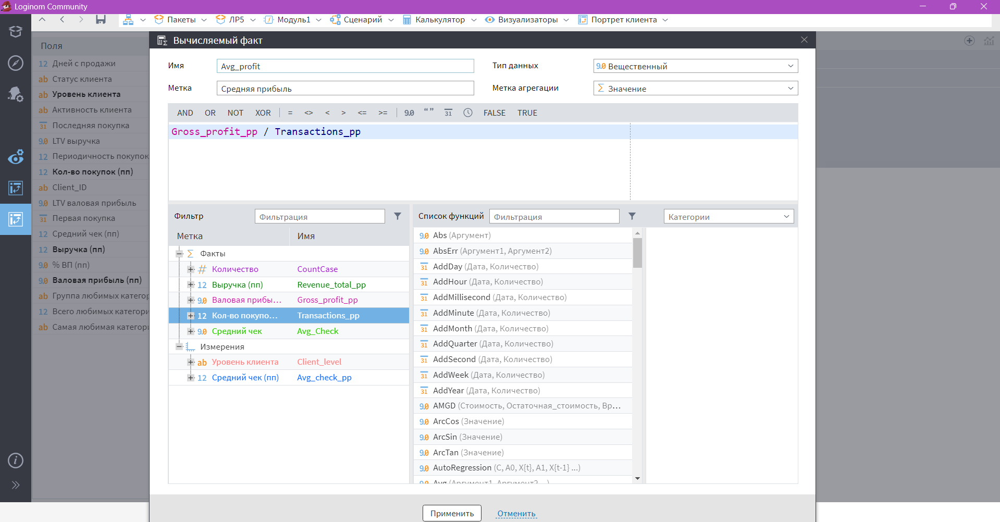 Loginom Community
Пакеты
ЛР5
Модуль1
Сценарий
Калькулятор
Визуализаторы
Портрет клиента
Поля
12 Дней с продажи
ab Статус клиента
ab Уровень клиента
ab Активность клиента
31 Последняя покупка
9.0 LTV выручка
12 Периодичность покупок
12 Кол-во покупок (пп)
ab Client_ID
9.0 LTV валовая прибыль
31 Первая покупка
12 Средний чек (пп)
12 Выручка (пп)
9.0 % ВП (пп)
9.0 Валовая прибыль (пп)
ab Группа любимых категор
12 Всего любимых категори
ab Самая любимая категори
Вычисляемый факт
Имя
Avg_profit
Тип данных
9.0 Вещественный
Метка
Средняя прибыль
Метка агрегации
Σ Значение
AND OR NOT XOR = <> < > <= >= 9.0 “ ” 31 FALSE TRUE
Gross_profit_pp / Transactions_pp
Фильтр
Фильтрация
Метка Имя
Σ Факты
# Количество CountCase
12 Выручка (пп) Revenue_total_pp
9.0 Валовая прибы... Gross_profit_pp
12 Кол-во покупо... Transactions_pp
9.0 Средний чек Avg_Check
Измерения
ab Уровень клиента Client_level
12 Средний чек (пп) Avg_check_pp
Список функций
Фильтрация
Категории
9.0 Abs (Аргумент)
9.0 AbsErr (Аргумент1, Аргумент2)
31 AddDay (Дата, Количество)
31 AddHour (Дата, Количество)
31 AddMillisecond (Дата, Количество)
31 AddMinute (Дата, Количество)
31 AddMonth (Дата, Количество)
31 AddQuarter (Дата, Количество)
31 AddSecond (Дата, Количество)
31 AddWeek (Дата, Количество)
31 AddYear (Дата, Количество)
9.0 AMGD (Стоимость, Остаточная_стоимость, Вр...
9.0 ArcCos (Значение)
9.0 ArcSin (Значение)
9.0 ArcTan (Значение)
9.0 AutoRegression (C, A0, X{t}, A1, X{t-1} ...)
9.0 Avg (Аргумент1, Аргумент2, ...)
Применить
Отменить